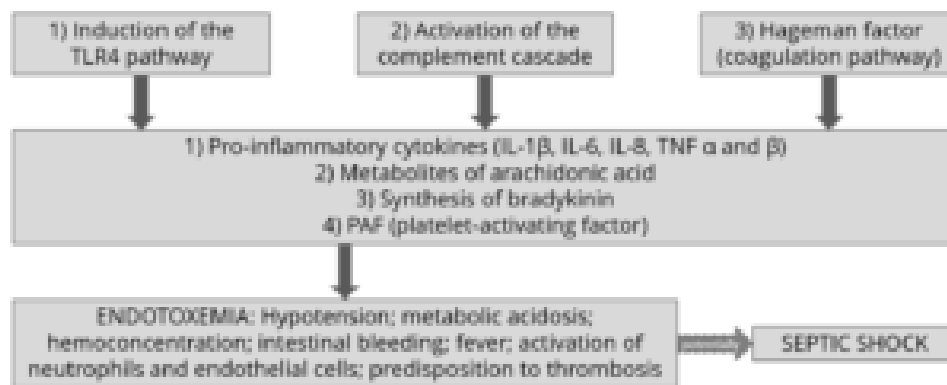 1) Induction of the
TLR4 pathway
2) Activation of the
complement cascade
3) Hageman factor
(coagulation pathway)
1) Pro-inflammatory cytokines (IL-1β, IL-6, IL-8, TNF α and β)
2) Metabolites of arachidonic acid
3) Synthesis of bradykinin
4) PAF (platelet-activating factor)
ENDOTOXEMIA: Hypotension; metabolic acidosis;
hemoconcentration; intestinal bleeding; fever; activation of
neutrophils and endothelial cells; predisposition to thrombosis
SEPTIC SHOCK